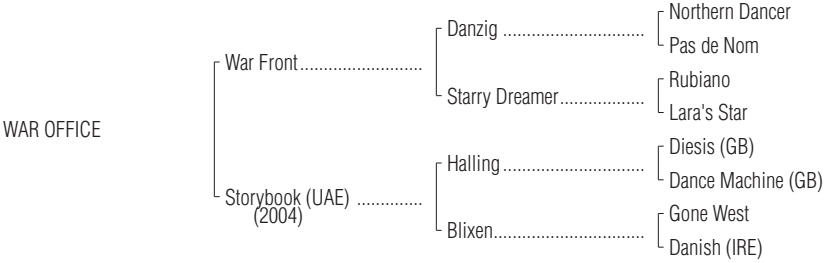 Northern Dancer
Danzig ..............................
Pas de Nom
War Front..........................
Rubiano
Starry Dreamer..................
Lara's Star
WAR OFFICE
Diesis (GB)
Halling ..............................
Dance Machine (GB)
Storybook (UAE) ..............
(2004)
Gone West
Blixen................................
Danish (IRE)